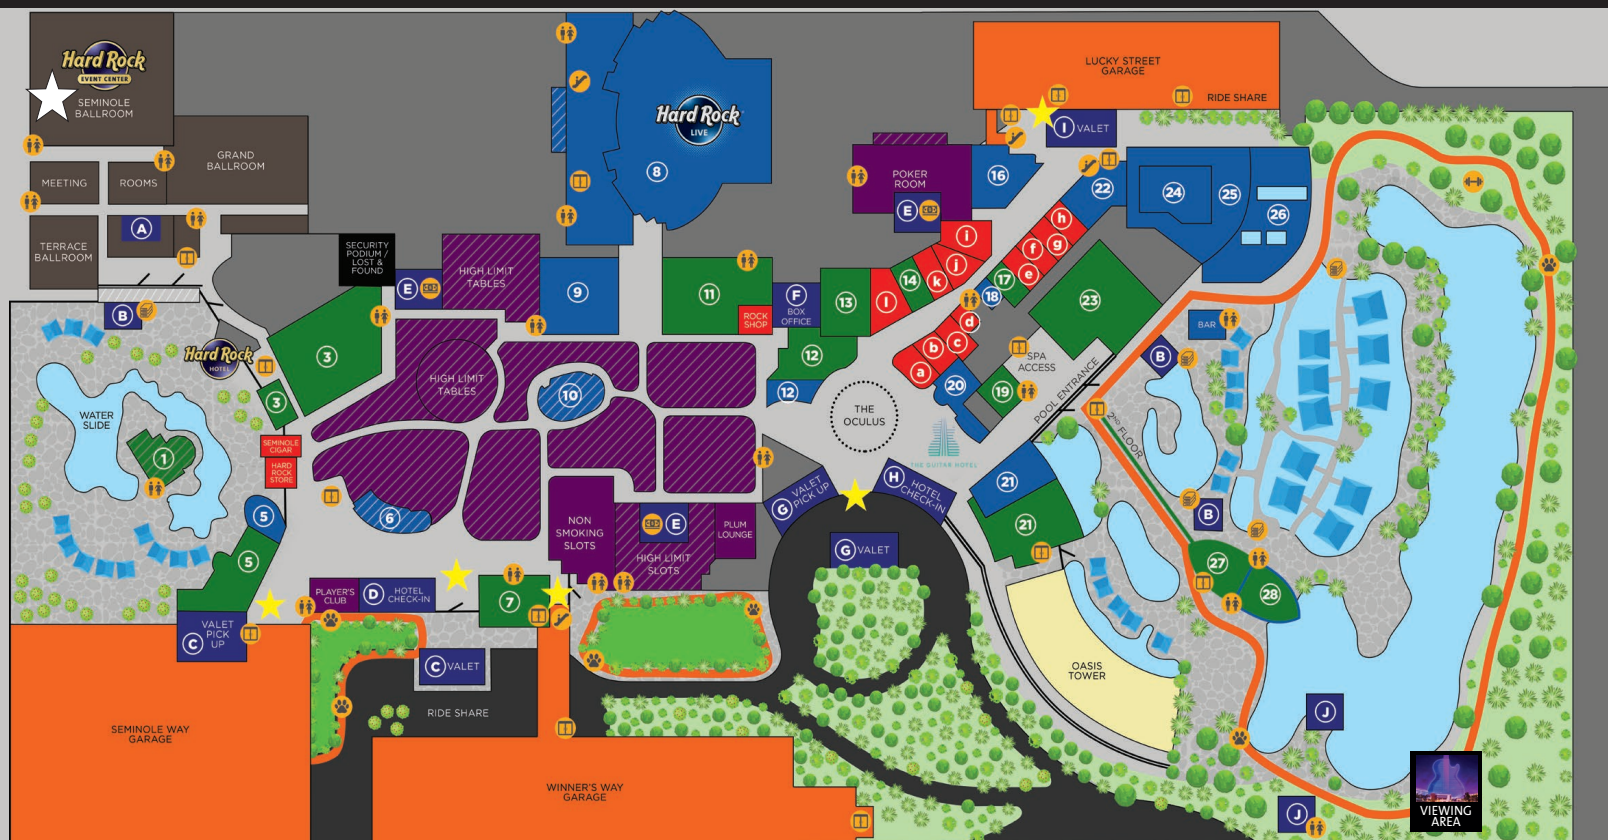 Hard Rock
EVENT CENTER
SEMINOLE
BALLROOM
GRAND
BALLROOM
MEETING
ROOMS
TERRACE
BALLROOM
A
SECURITY
PODIUM /
LOST &
FOUND
E
HIGH LIMIT
TABLES
9
Hard Rock
LIVE
8
LUCKY STREET
GARAGE
RIDE SHARE
I VALET
POKER
ROOM
E
16
22
24
25
26
h
g
f
e
i
j
k
l
14
17
18
13
23
11
ROCK
SHOP
F
BOX
OFFICE
12
12
d
c
b
a
20
19
SPA
ACCESS
POOL ENTRANCE
2ND FLOOR
BAR
B
B
B
Hard Rock
HOTEL
3
3
WATER
SLIDE
1
SEMINOLE
CIGAR
HARD
ROCK
STORE
5
5
HIGH LIMIT
TABLES
10
6
THE
OCULUS
THE GUITAR HOTEL
G VALET
PICK UP
H HOTEL
CHECK-IN
21
21
G VALET
NON
SMOKING
SLOTS
E
HIGH LIMIT
SLOTS
PLUM
LOUNGE
PLAYER'S
CLUB
D HOTEL
CHECK-IN
7
C VALET
PICK
UP
C VALET
RIDE SHARE
27
28
OASIS
TOWER
J
J
SEMINOLE WAY
GARAGE
WINNER'S WAY
GARAGE
VIEWING
AREA